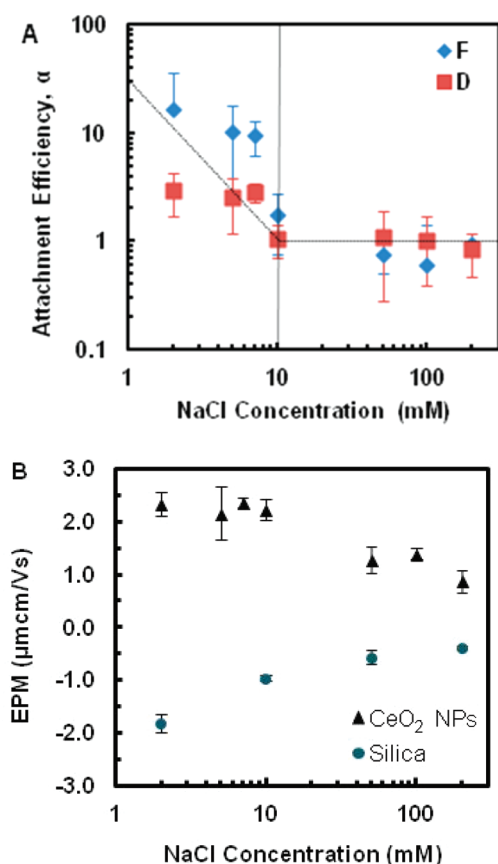 A
100
10
1
0.1
Attachment Efficiency, α
F
D
1
10
100
NaCl Concentration (mM)
B
3.0
2.0
1.0
0.0
-1.0
-2.0
-3.0
EPM (µmcm/Vs)
CeO₂ NPs
Silica
1
10
100
NaCl Concentration (mM)